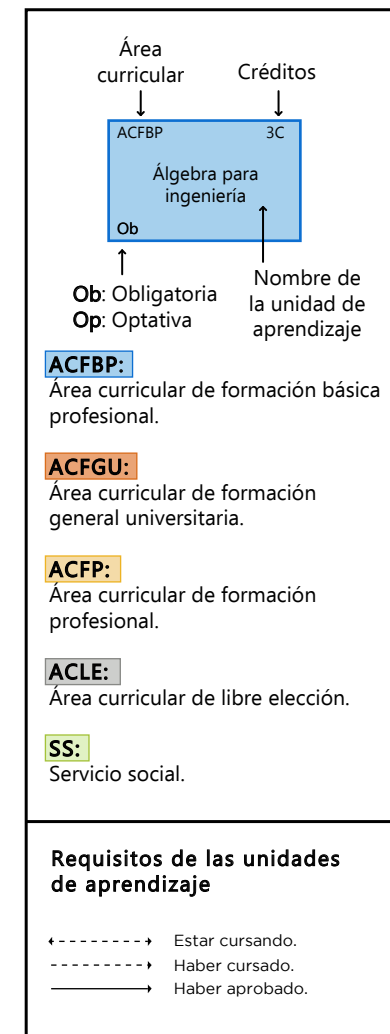 Área
curricular
Créditos
ACFBP
3C
Álgebra para
ingeniería
Ob
Ob: Obligatoria
Op: Optativa
Nombre de
la unidad de
aprendizaje
ACFBP:
Área curricular de formación básica
profesional.
ACFGU:
Área curricular de formación
general universitaria.
ACFP:
Área curricular de formación
profesional.
ACLE:
Área curricular de libre elección.
SS:
Servicio social.
Requisitos de las unidades
de aprendizaje
Estar cursando.
Haber cursado.
Haber aprobado.